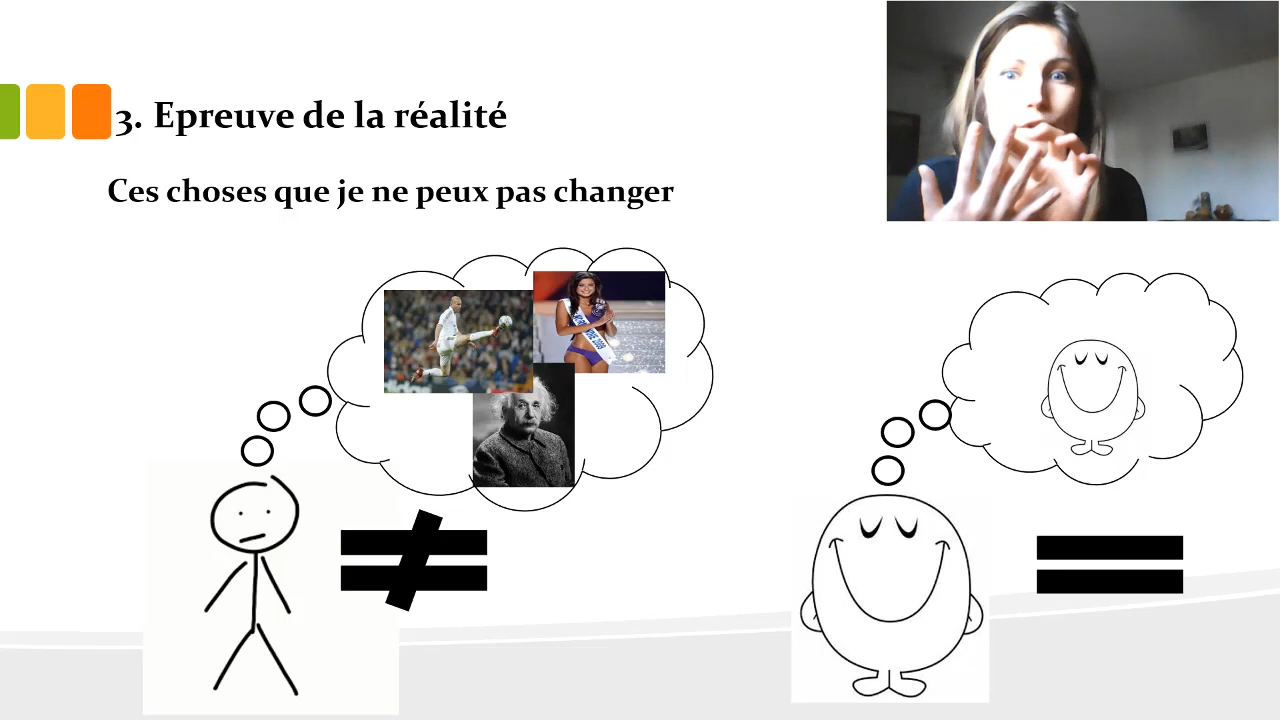 3. Epreuve de la réalité
Ces choses que je ne peux pas changer